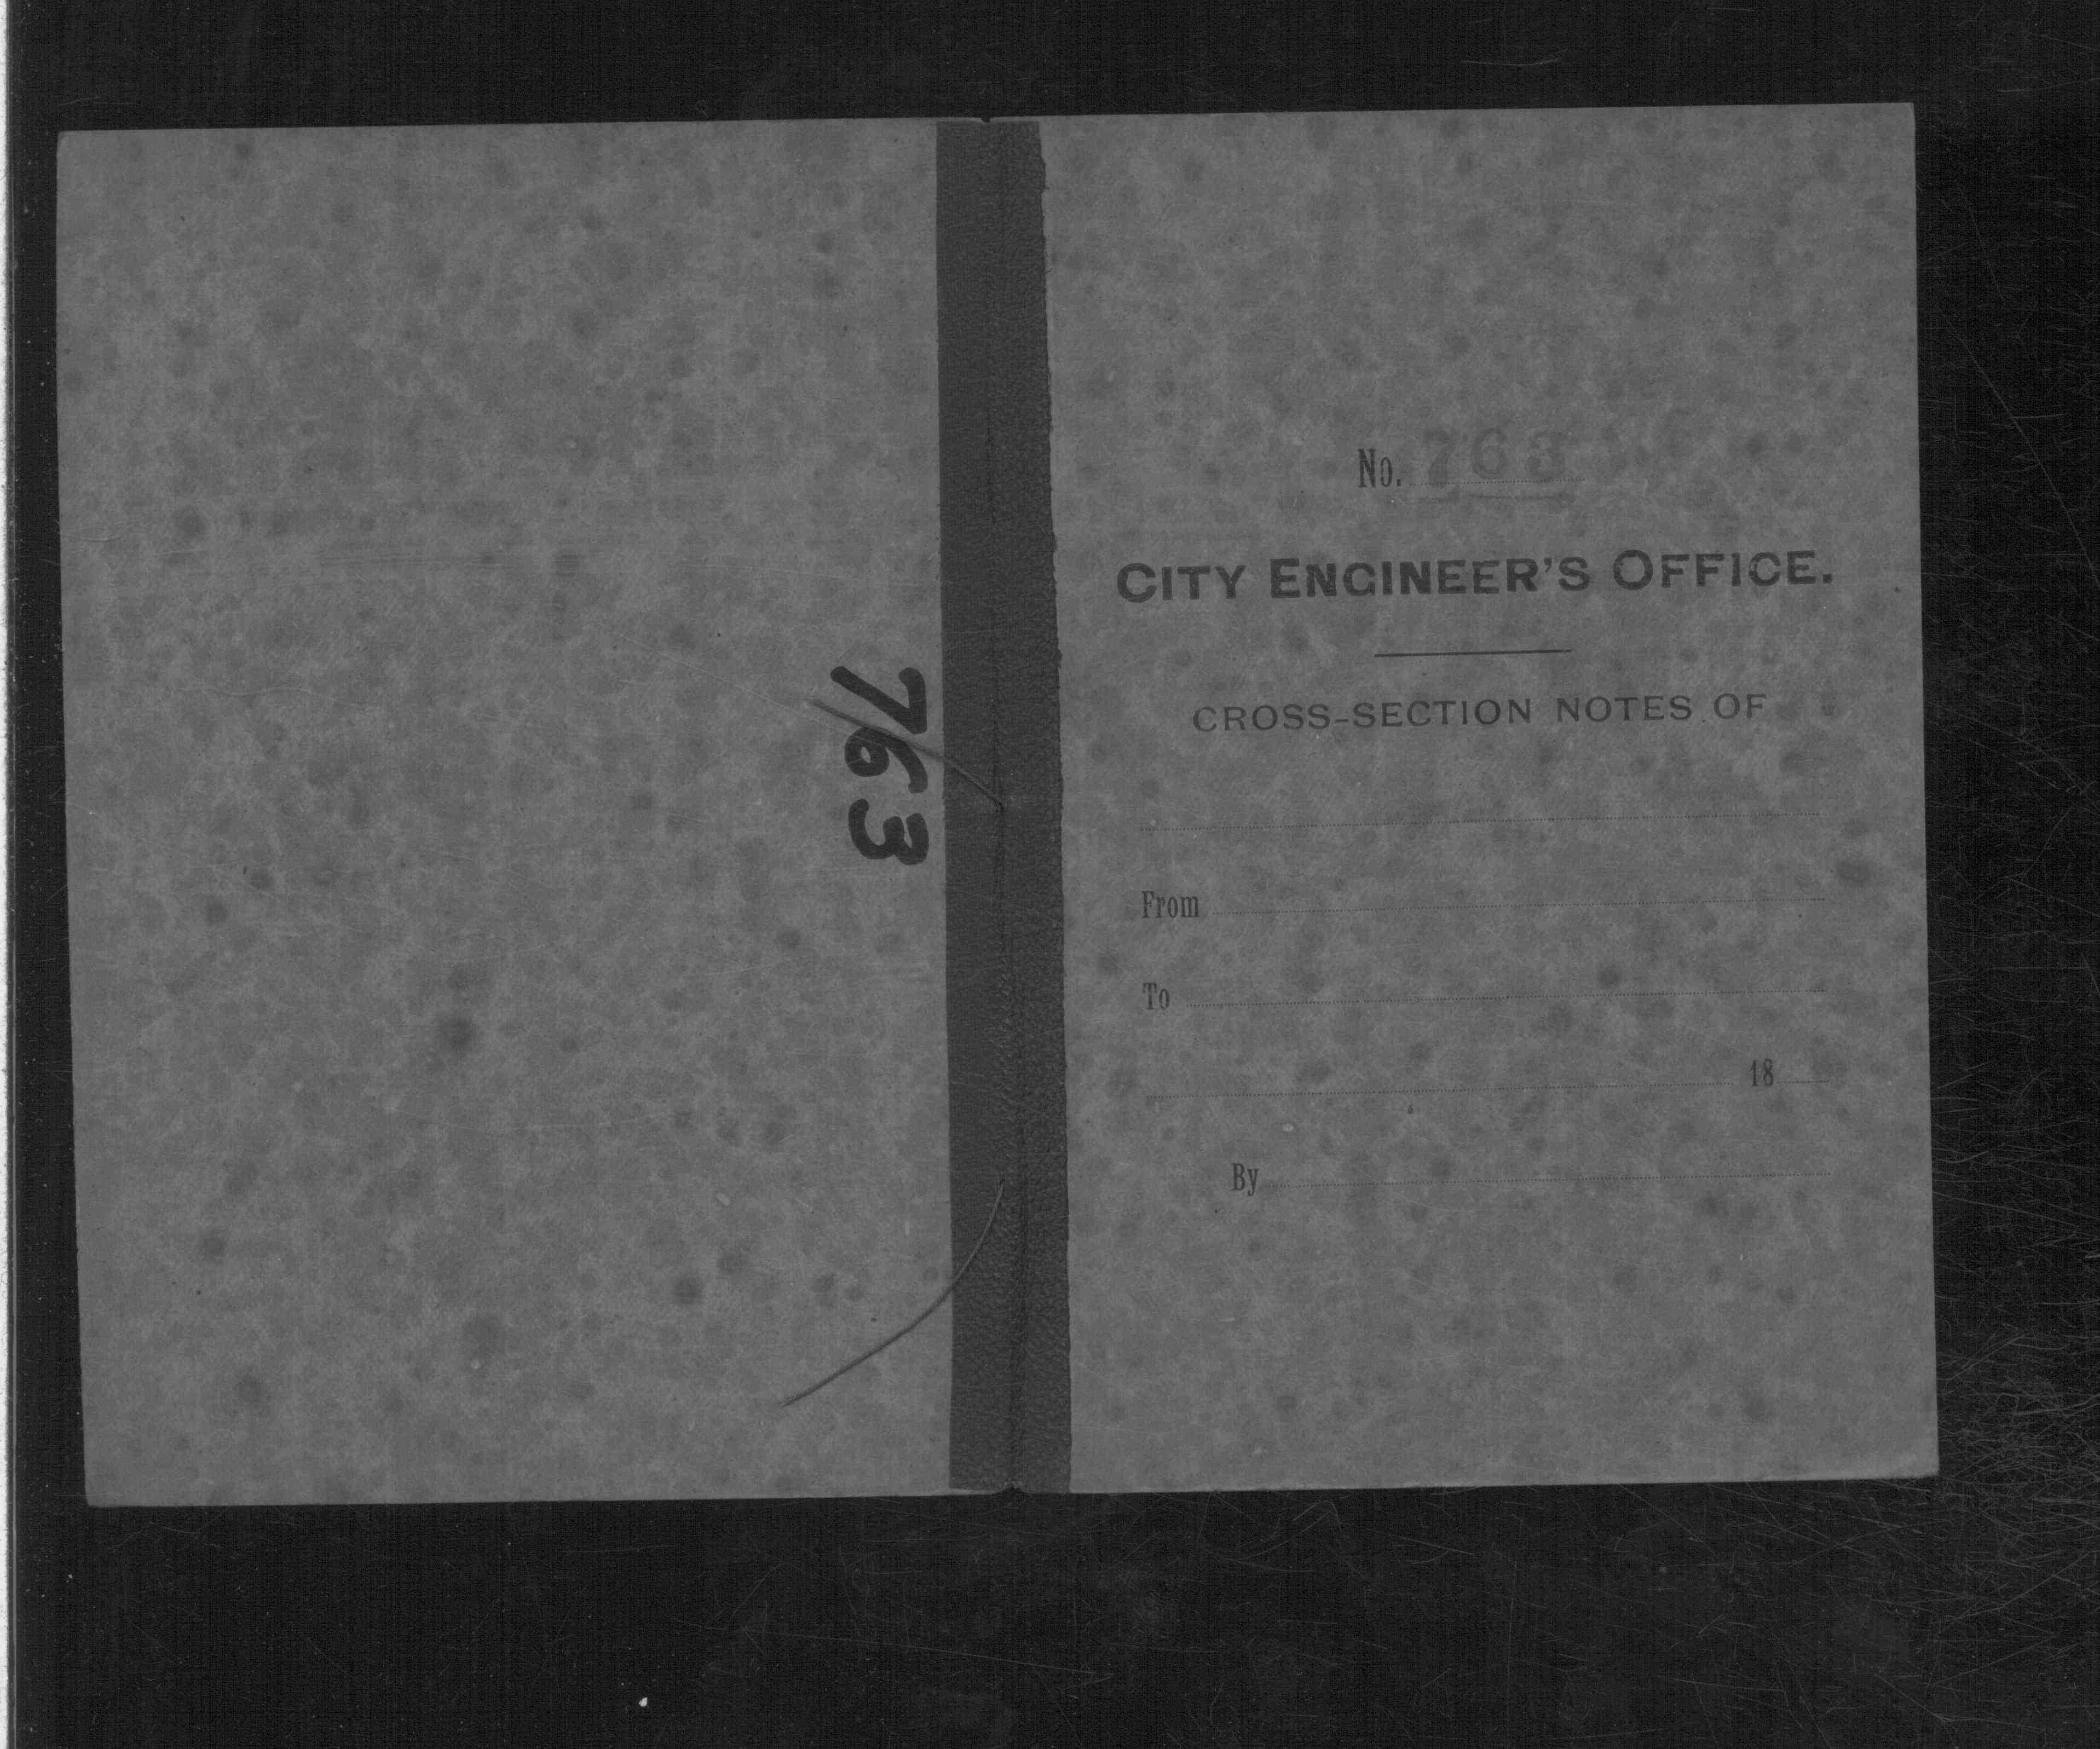 763
No. 763
CITY ENGINEER'S OFFICE.
CROSS-SECTION NOTES OF
From
To
18
By